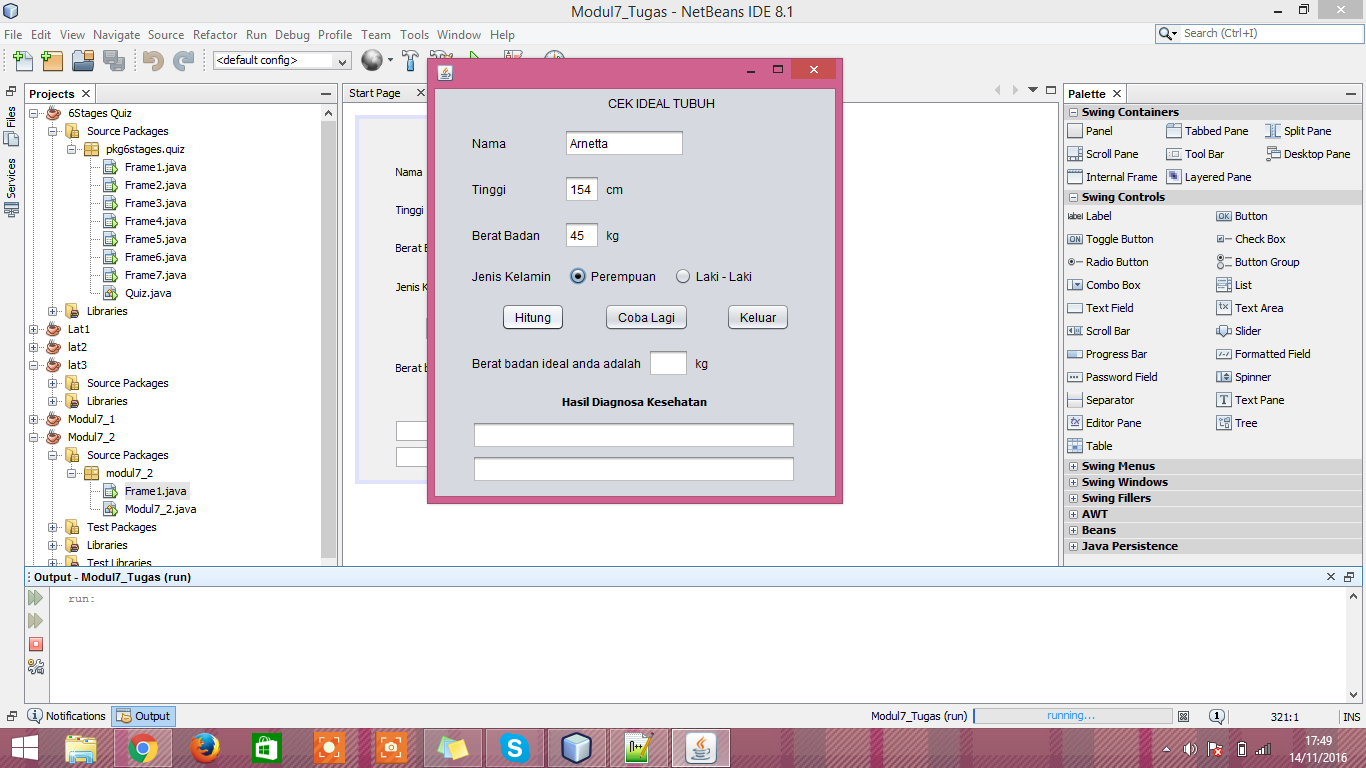 Modul7_Tugas - NetBeans IDE 8.1
File Edit View Navigate Source Refactor Run Debug Profile Team Tools Window Help
Search (Ctrl+I)
<default config>
Files
Services
Projects
6Stages Quiz
Source Packages
pkg6stages.quiz
Frame1.java
Frame2.java
Frame3.java
Frame4.java
Frame5.java
Frame6.java
Frame7.java
Quiz.java
Libraries
Lat1
lat2
lat3
Source Packages
Libraries
Modul7_1
Modul7_2
Source Packages
modul7_2
Frame1.java
Modul7_2.java
Test Packages
Libraries
Test Libraries
Start Page
Nama
Tinggi
Berat
Jenis
Berat
CEK IDEAL TUBUH
Nama Arnetta
Tinggi 154 cm
Berat Badan 45 kg
Jenis Kelamin Perempuan Laki - Laki
Hitung Coba Lagi Keluar
Berat badan ideal anda adalah kg
Hasil Diagnosa Kesehatan
Palette
Swing Containers
Panel Tabbed Pane Split Pane
Scroll Pane Tool Bar Desktop Pane
Internal Frame Layered Pane
Swing Controls
label Label OK Button
ON Toggle Button Check Box
Radio Button Button Group
Combo Box List
Text Field Text Area
Scroll Bar Slider
Progress Bar Formatted Field
Password Field Spinner
Separator T Text Pane
Editor Pane Tree
Table
Swing Menus
Swing Windows
Swing Fillers
AWT
Beans
Java Persistence
Output - Modul7_Tugas (run)
run:
Notifications Output
Modul7_Tugas (run) running... 1 321:1 INS
17:49
14/11/2016